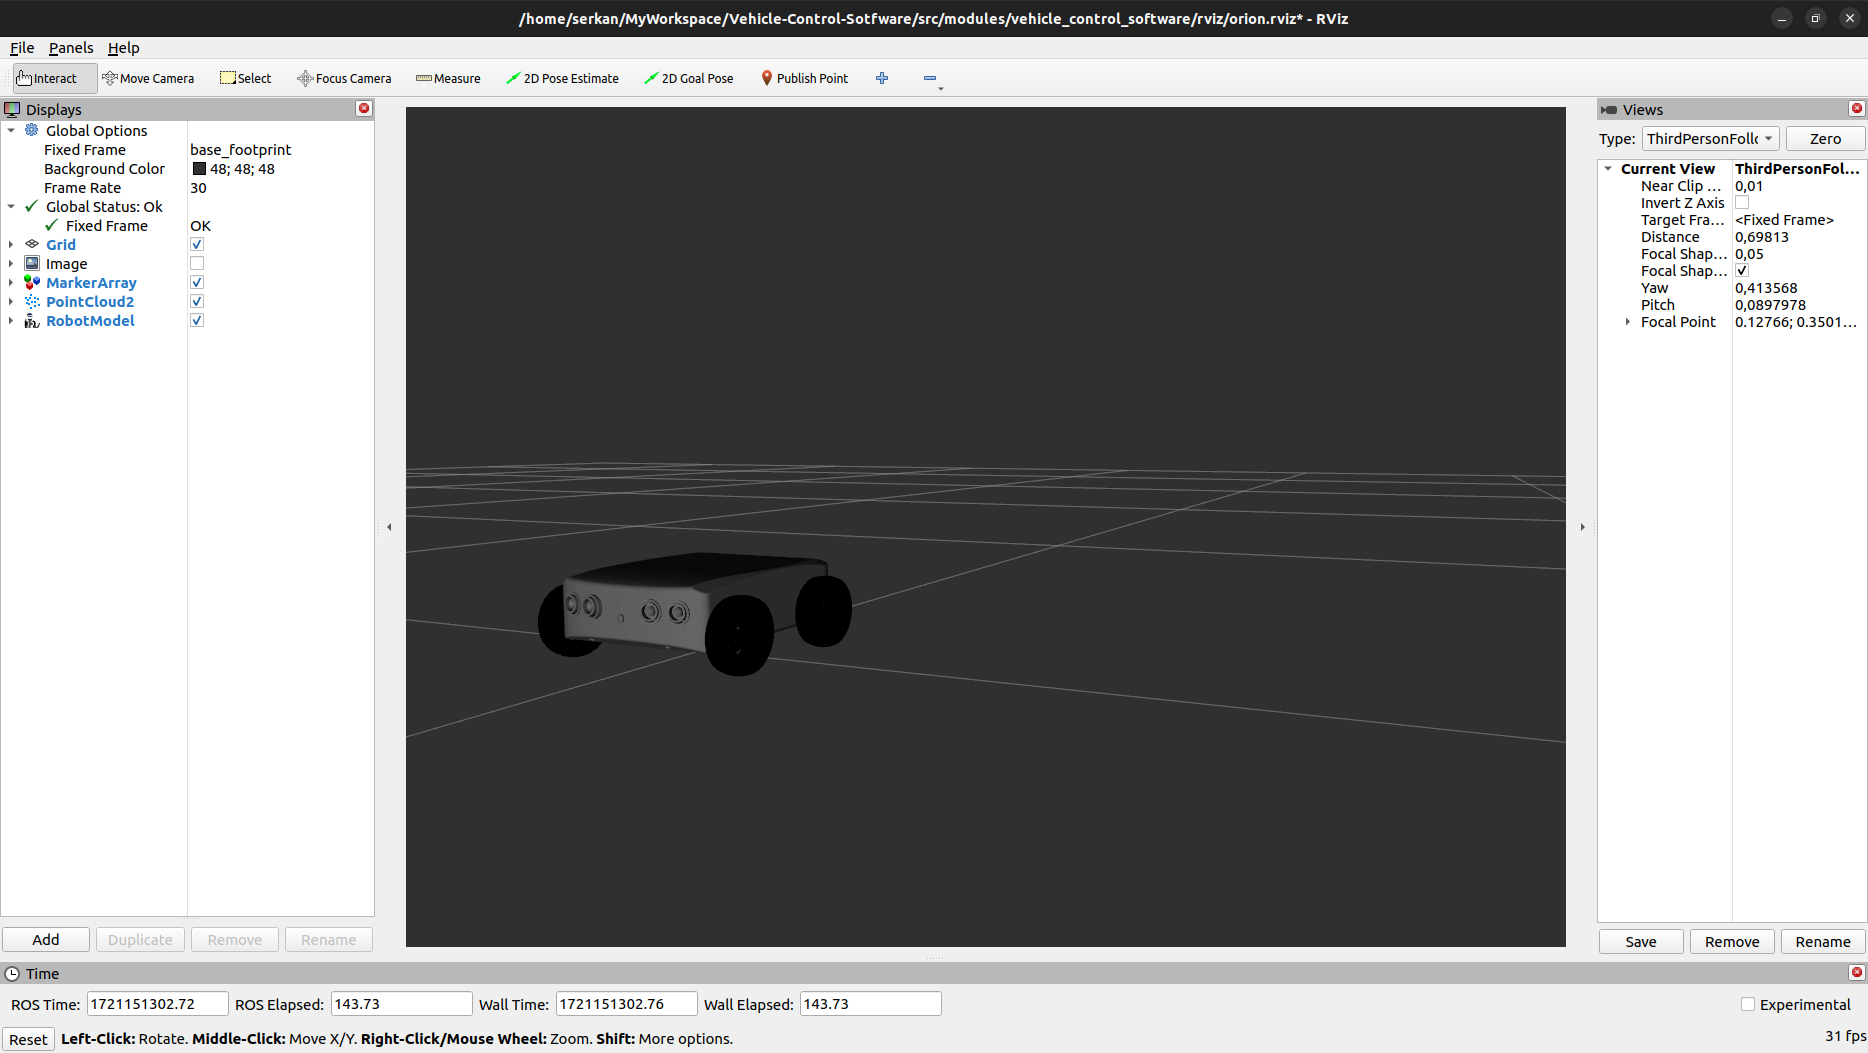 /home/serkan/MyWorkspace/Vehicle-Control-Sotfware/src/modules/vehicle_control_software/rviz/orion.rviz* - RViz
File Panels Help
Interact Move Camera Select Focus Camera Measure 2D Pose Estimate 2D Goal Pose Publish Point
Displays
Global Options
Fixed Frame base_footprint
Background Color 48; 48; 48
Frame Rate 30
Global Status: Ok
Fixed Frame OK
Grid
Image
MarkerArray
PointCloud2
RobotModel
Add Duplicate Remove Rename
Views
Type: ThirdPersonFoll Zero
Current View ThirdPersonFol...
Near Clip ... 0,01
Invert Z Axis
Target Fra... <Fixed Frame>
Distance 0,69813
Focal Shap... 0,05
Focal Shap...
Yaw 0,413568
Pitch 0,0897978
Focal Point 0.12766; 0.3501...
Save Remove Rename
Time
ROS Time: 1721151302.72 ROS Elapsed: 143.73 Wall Time: 1721151302.76 Wall Elapsed: 143.73 Experimental
Reset Left-Click: Rotate. Middle-Click: Move X/Y. Right-Click/Mouse Wheel: Zoom. Shift: More options. 31 fps